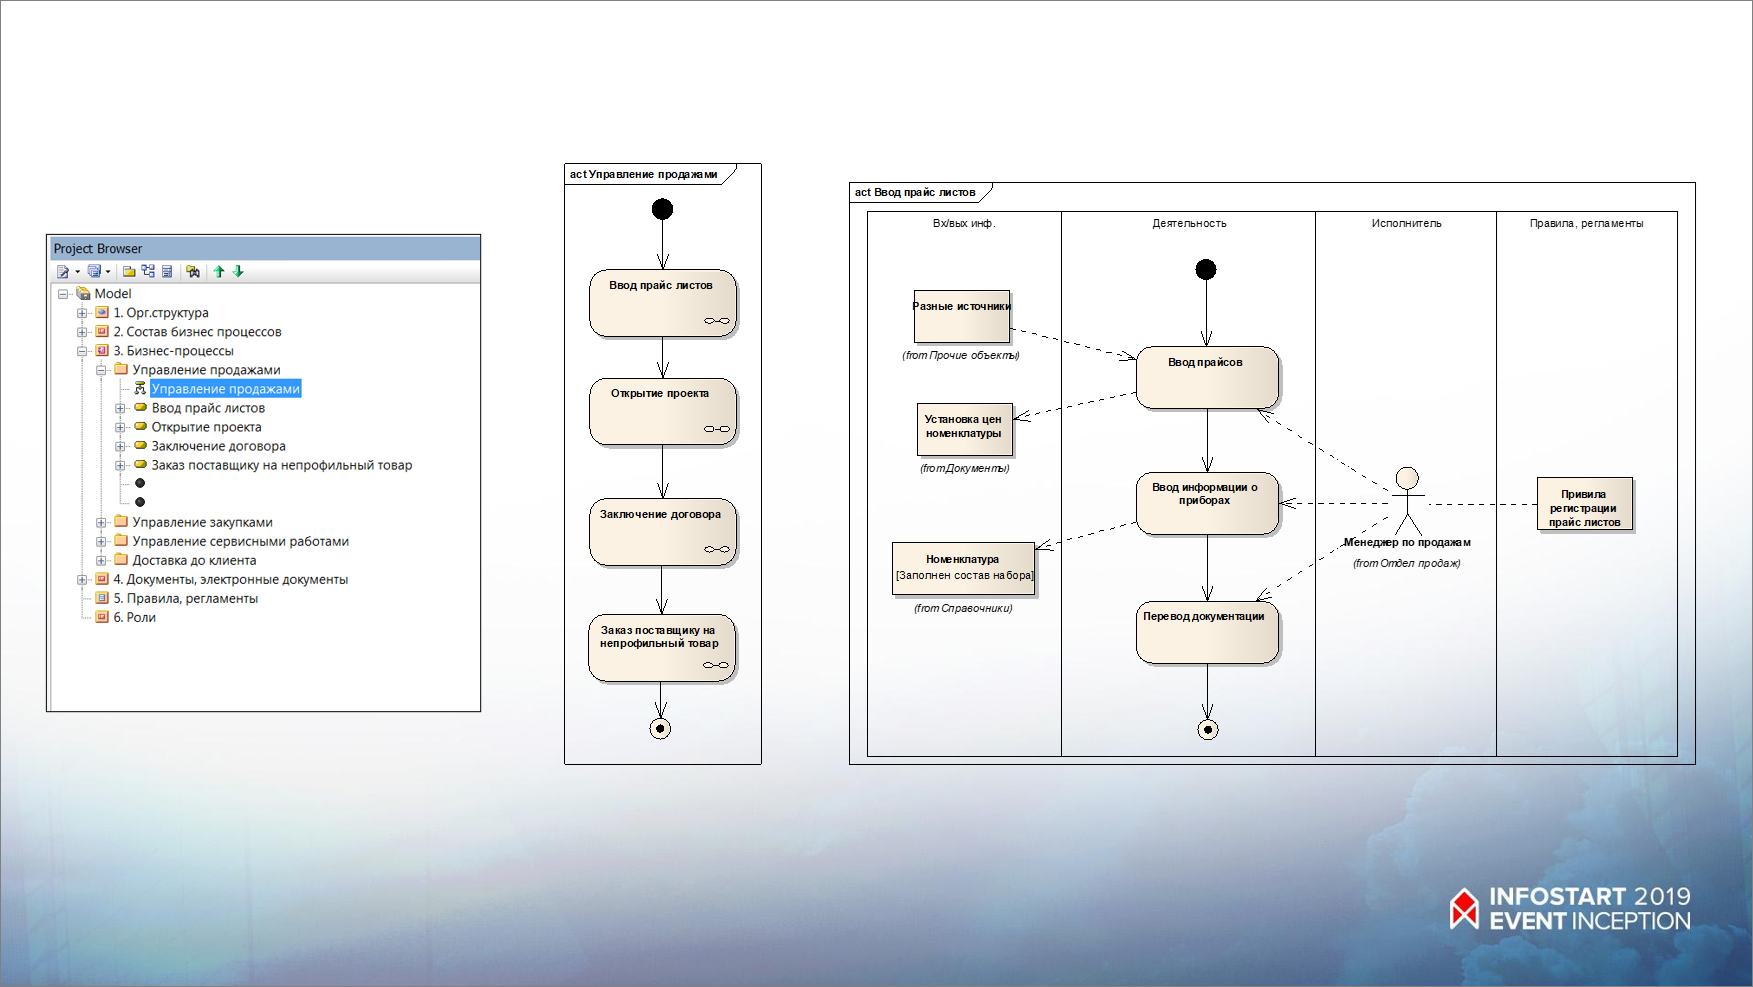 Project Browser
Model
1. Орг.структура
2. Состав бизнес процессов
3. Бизнес-процессы
Управление продажами
Управление продажами
Ввод прайс листов
Открытие проекта
Заключение договора
Заказ поставщику на непрофильный товар
Управление закупками
Управление сервисными работами
Доставка до клиента
4. Документы, электронные документы
5. Правила, регламенты
6. Роли
act Управление продажами
Ввод прайс листов
Открытие проекта
Заключение договора
Заказ поставщику на
непрофильный товар
act Ввод прайс листов
Вх/вых инф.
Деятельность
Исполнитель
Правила, регламенты
Разные источники
(from Прочие объекты)
Ввод прайсов
Установка цен
номенклатуры
(from Документы)
Ввод информации о
приборах
Привила
регистрации
прайс листов
Менеджер по продажам
(from Отдел продаж)
Номенклатура
[Заполнен состав набора]
(from Справочники)
Перевод документации
INFOSTART 2019
EVENT INCEPTION